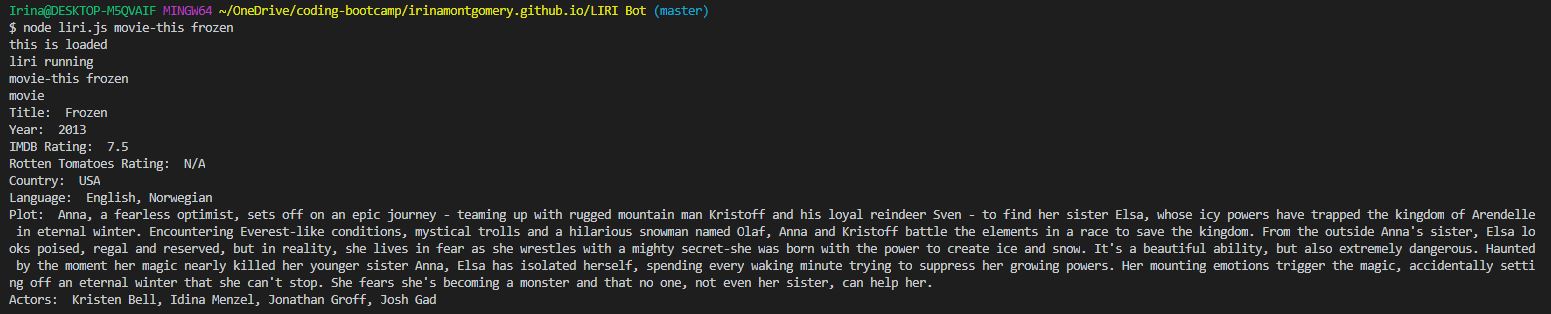 Irina@DESKTOP-M5QVAIF MINGW64 ~/OneDrive/coding-bootcamp/irinamontgomery.github.io/LIRI Bot (master)
$ node liri.js movie-this frozen
this is loaded
liri running
movie-this frozen
movie
Title:  Frozen
Year:  2013
IMDB Rating:  7.5
Rotten Tomatoes Rating:  N/A
Country:  USA
Language:  English, Norwegian
Plot:  Anna, a fearless optimist, sets off on an epic journey - teaming up with rugged mountain man Kristoff and his loyal reindeer Sven - to find her sister Elsa, whose icy powers have trapped the kingdom of Arendelle
 in eternal winter. Encountering Everest-like conditions, mystical trolls and a hilarious snowman named Olaf, Anna and Kristoff battle the elements in a race to save the kingdom. From the outside Anna's sister, Elsa lo
oks poised, regal and reserved, but in reality, she lives in fear as she wrestles with a mighty secret-she was born with the power to create ice and snow. It's a beautiful ability, but also extremely dangerous. Haunted
 by the moment her magic nearly killed her younger sister Anna, Elsa has isolated herself, spending every waking minute trying to suppress her growing powers. Her mounting emotions trigger the magic, accidentally setti
ng off an eternal winter that she can't stop. She fears she's becoming a monster and that no one, not even her sister, can help her.
Actors:  Kristen Bell, Idina Menzel, Jonathan Groff, Josh Gad